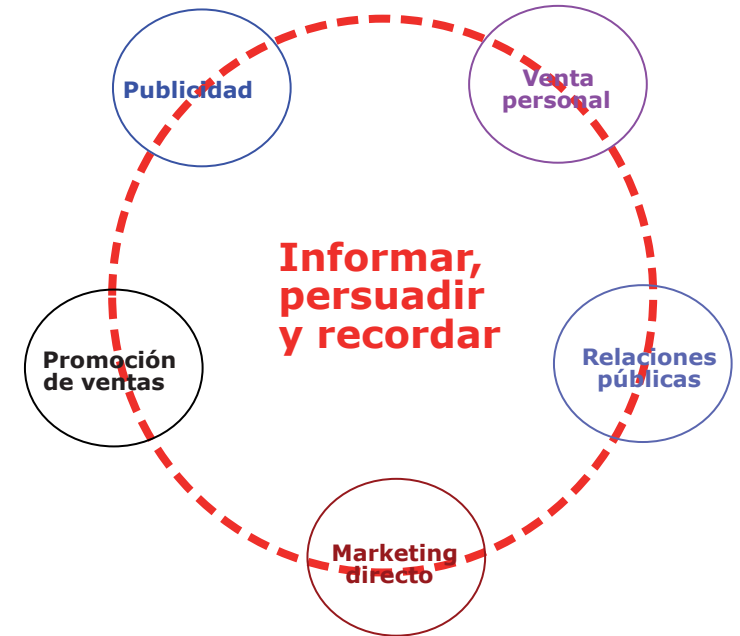 Publicidad
Venta
personal
Informar,
persuadir
y recordar
Promoción
de ventas
Relaciones
públicas
Marketing
directo